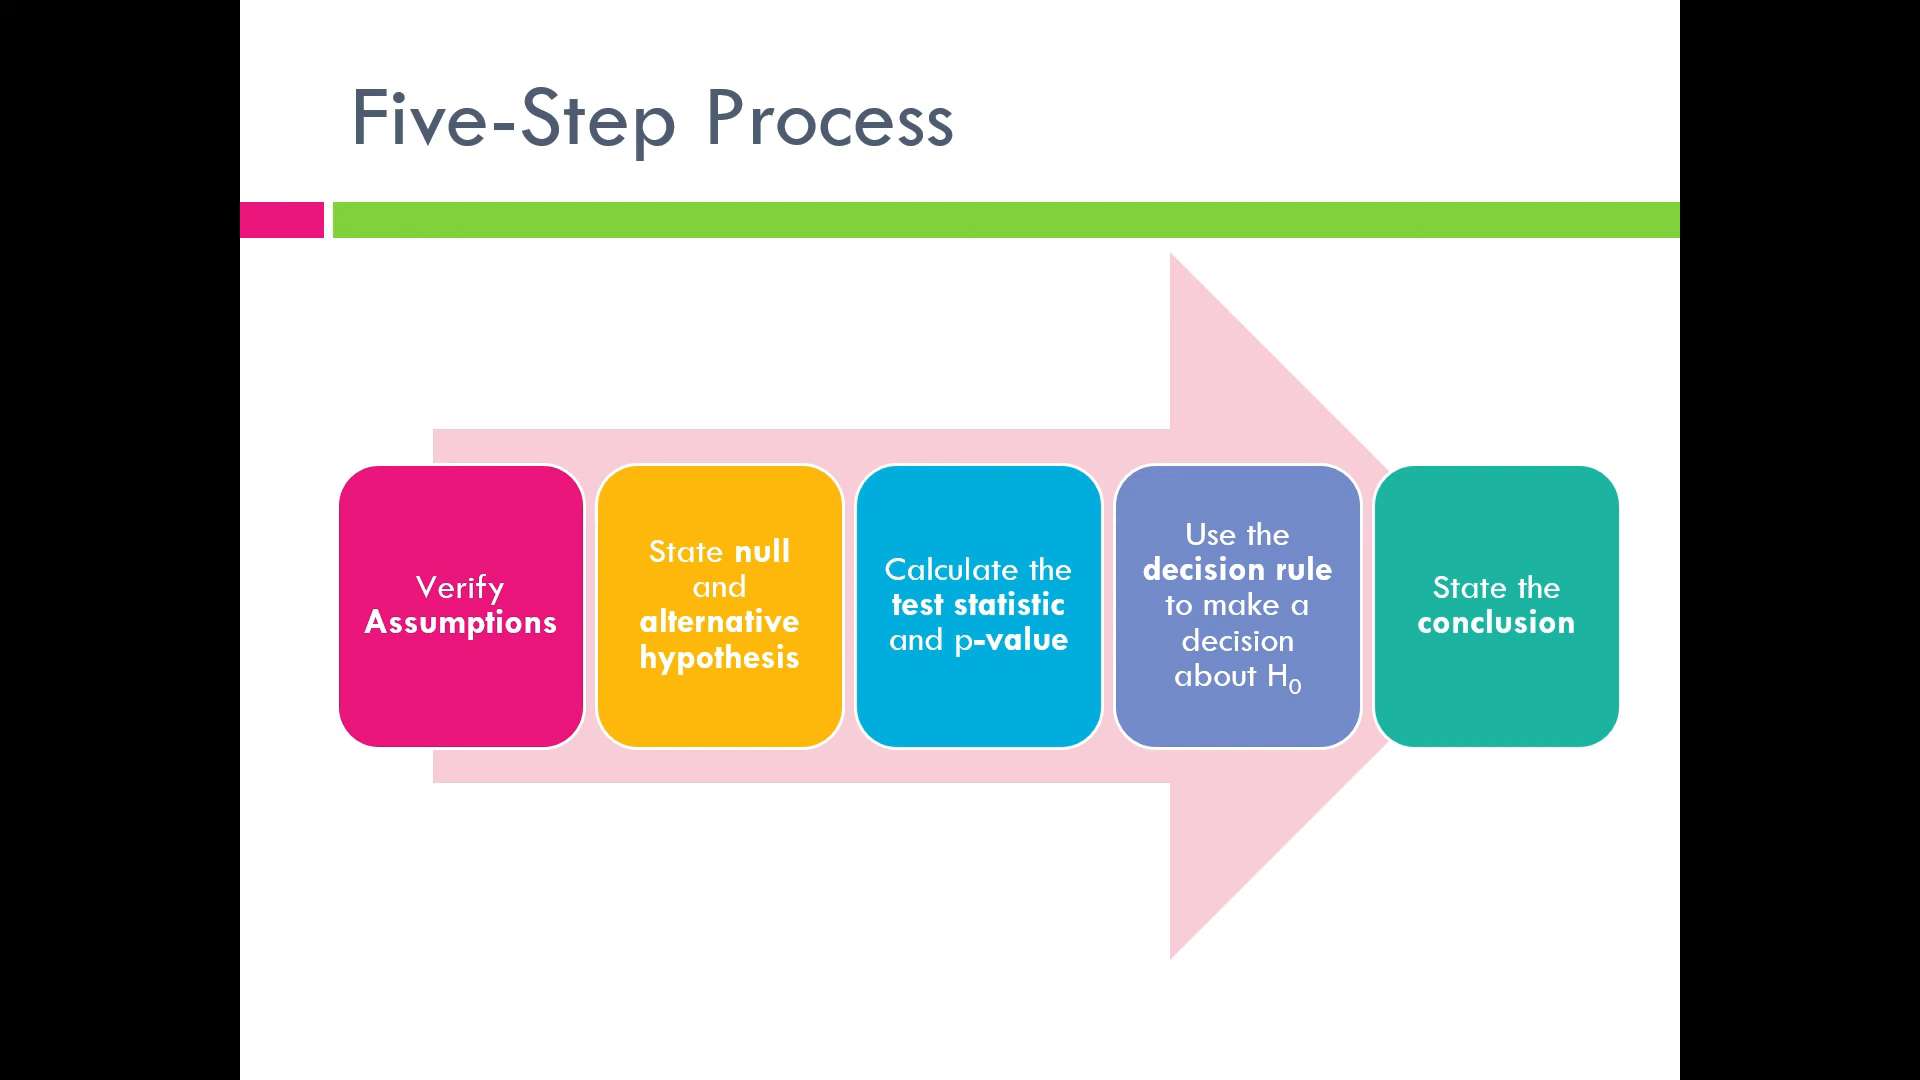 Five-Step Process
Verify
Assumptions
State null
and
alternative
hypothesis
Calculate the
test statistic
and p-value
Use the
decision rule
to make a
decision
about H₀
State the
conclusion